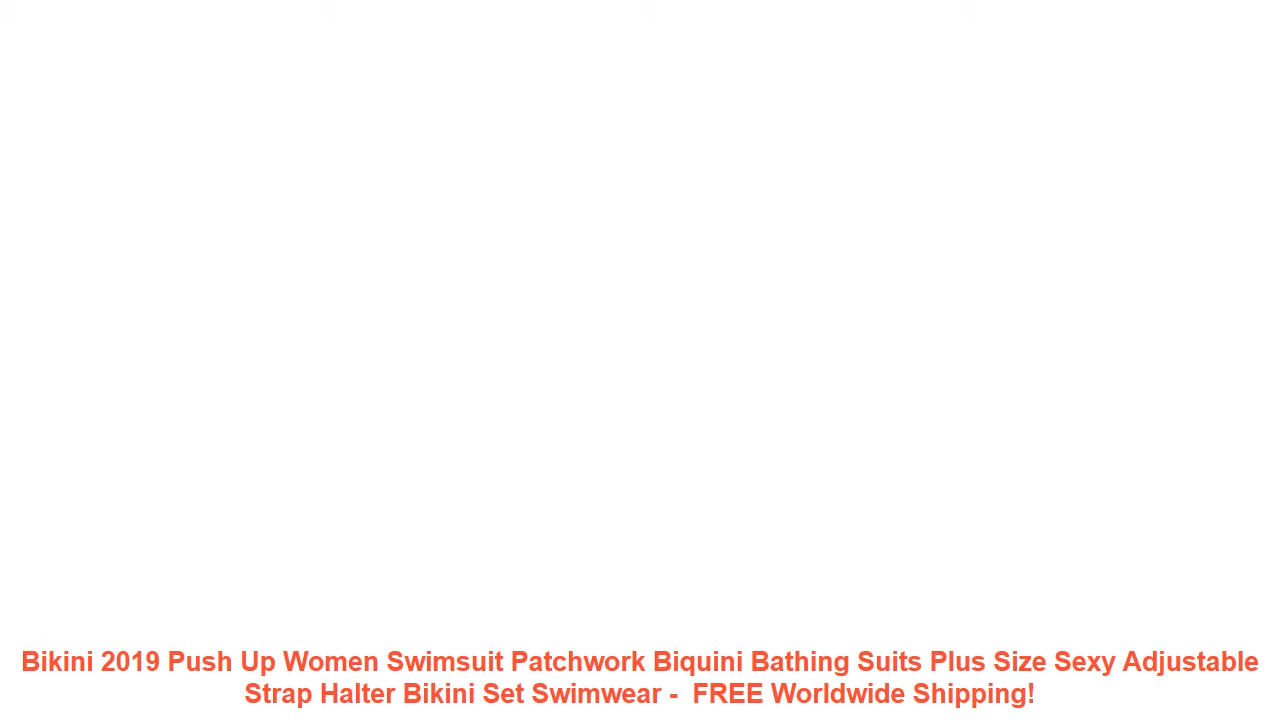 Bikini 2019 Push Up Women Swimsuit Patchwork Biquini Bathing Suits Plus Size Sexy Adjustable
Strap Halter Bikini Set Swimwear -  FREE Worldwide Shipping!